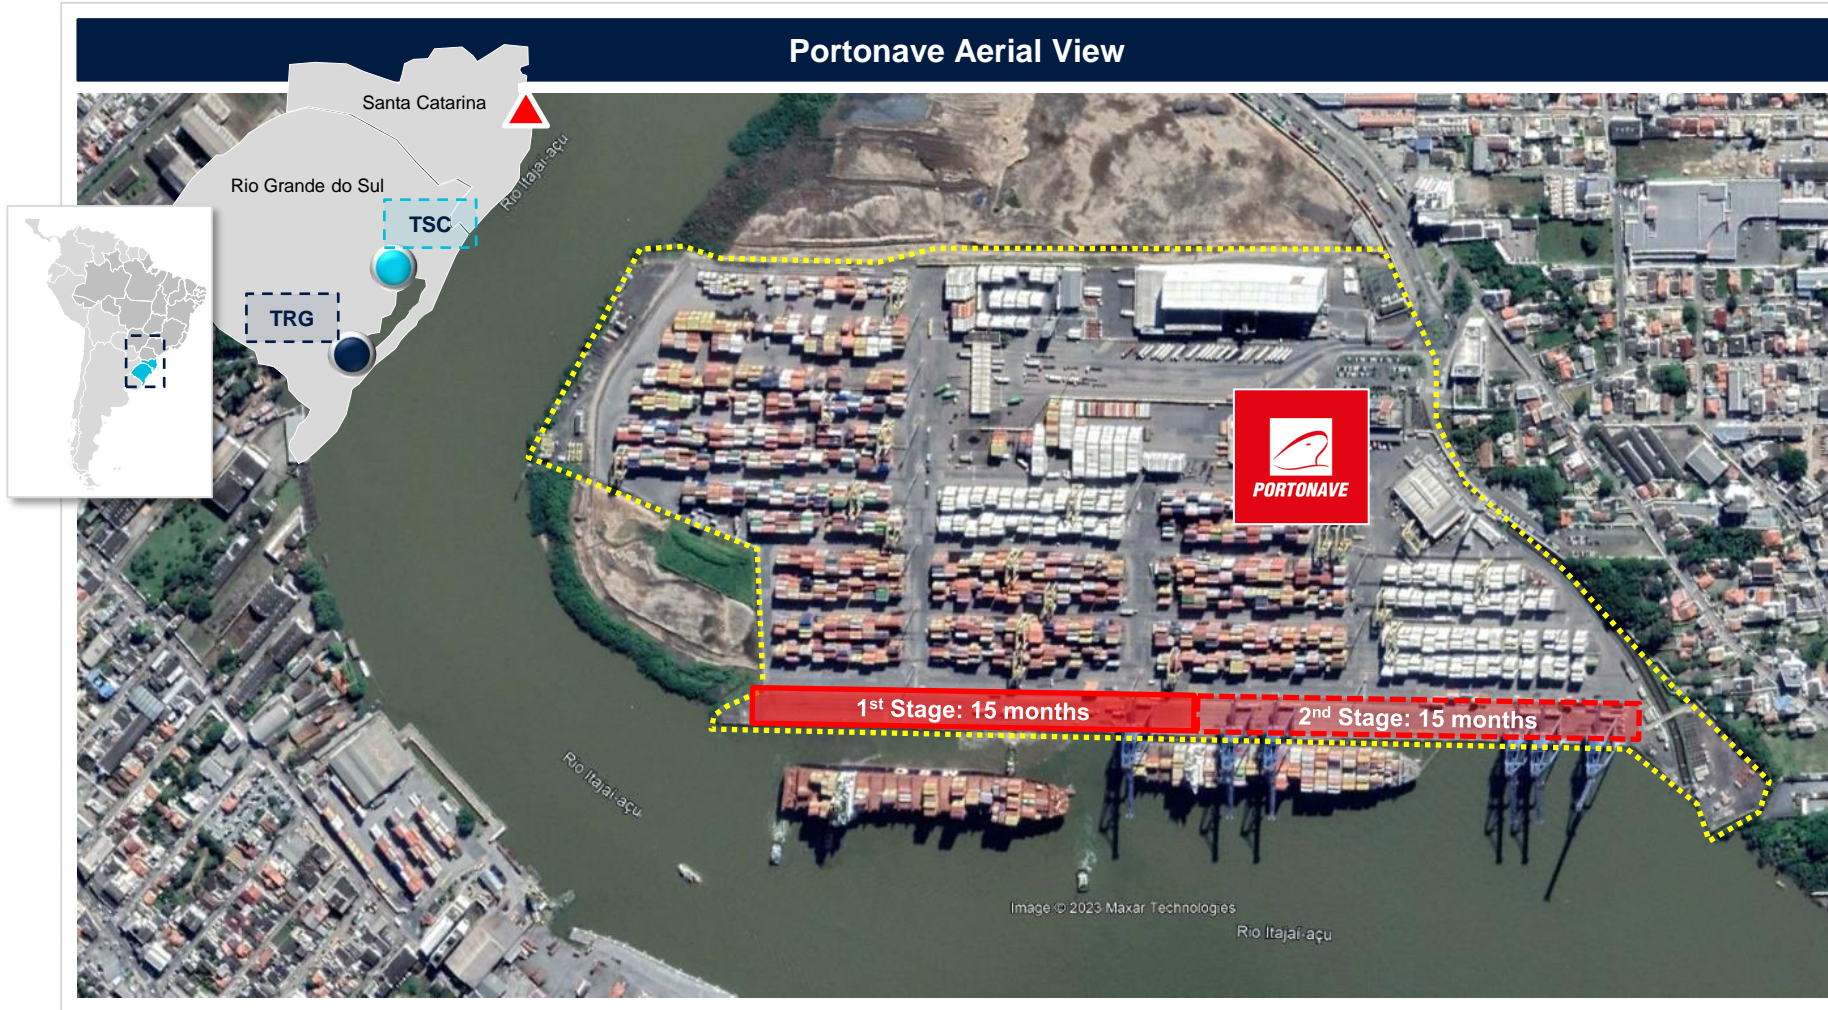 Portonave Aerial View
Santa Catarina
Rio Itajaí-açu
Rio Grande do Sul
TSC
TRG
PORTONAVE
1st Stage: 15 months
2nd Stage: 15 months
Rio Itajaí-açu
Image © 2023 Maxar Technologies
Rio Itajaí-açu